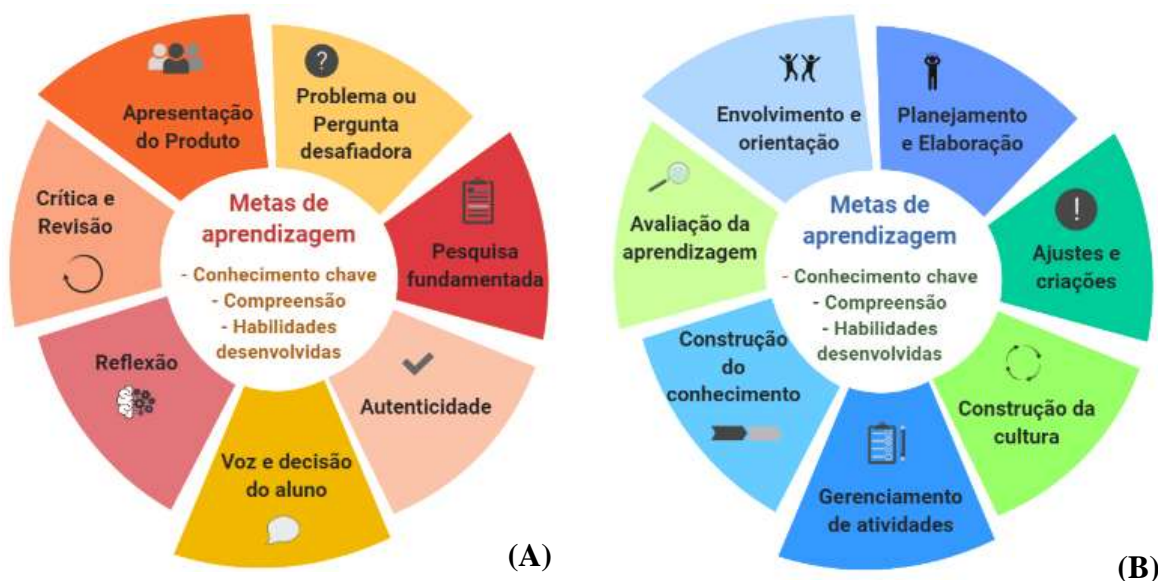 Problema ou
Pergunta
desafiadora
Pesquisa
fundamentada
Autenticidade
Voz e decisão
do aluno
Reflexão
Crítica e
Revisão
Apresentação
do Produto
Metas de
aprendizagem
- Conhecimento chave
- Compreensão
- Habilidades
desenvolvidas
(A)
Planejamento
e Elaboração
Ajustes e
criações
Construção da
cultura
Gerenciamento
de atividades
Construção
do
conhecimento
Avaliação da
aprendizagem
Envolvimento e
orientação
Metas de
aprendizagem
- Conhecimento chave
- Compreensão
- Habilidades
desenvolvidas
(B)